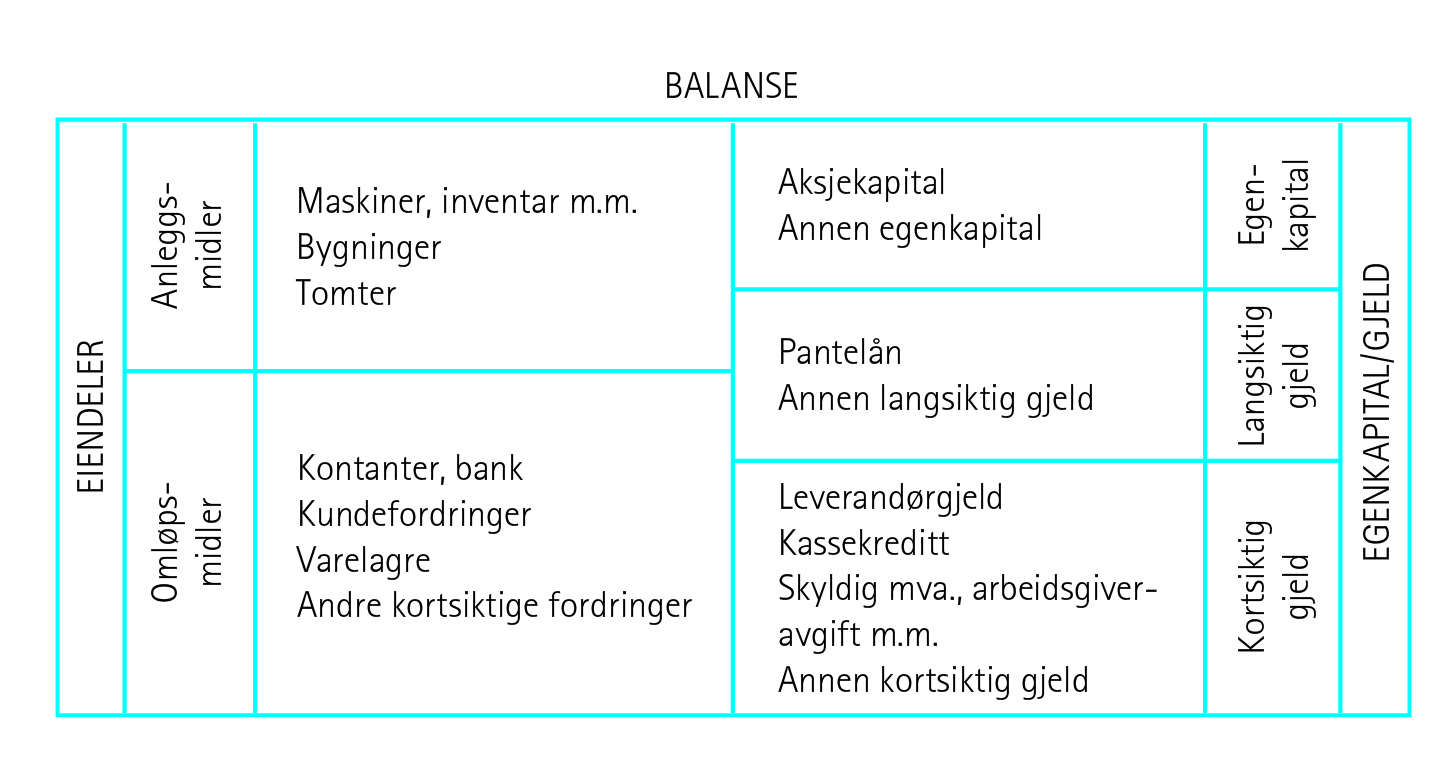 BALANSE
EIENDELER
Anleggs-
midler
Maskiner, inventar m.m.
Bygninger
Tomter
Omløps-
midler
Kontanter, bank
Kundefordringer
Varelagre
Andre kortsiktige fordringer
Aksjekapital
Annen egenkapital
Egen-
kapital
Pantelån
Annen langsiktig gjeld
Langsiktig
gjeld
Leverandørgjeld
Kassekreditt
Skyldig mva., arbeidsgiver-
avgift m.m.
Annen kortsiktig gjeld
Kortsiktig
gjeld
EGENKAPITAL/GJELD